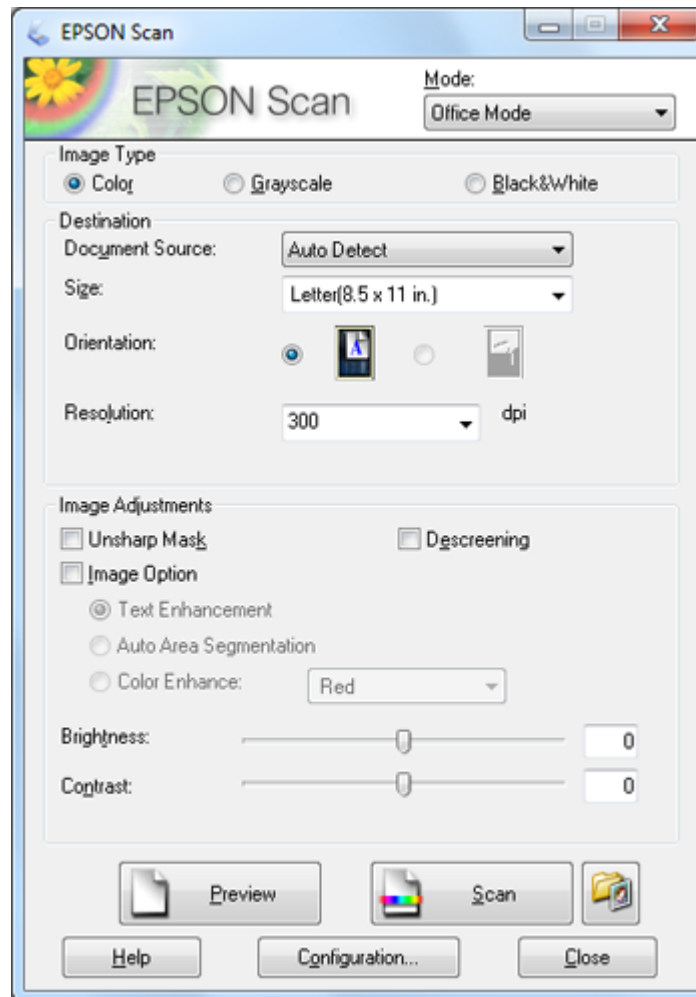 EPSON Scan
EPSON Scan
Mode:
Office Mode
Image Type
Color Grayscale Black&White
Destination
Document Source: Auto Detect
Size: Letter(8.5 x 11 in.)
Orientation: A
Resolution: 300 dpi
Image Adjustments
Unsharp Mask Descreening
Image Option
Text Enhancement
Auto Area Segmentation
Color Enhance: Red
Brightness: 0
Contrast: 0
Preview Scan
Help Configuration... Close